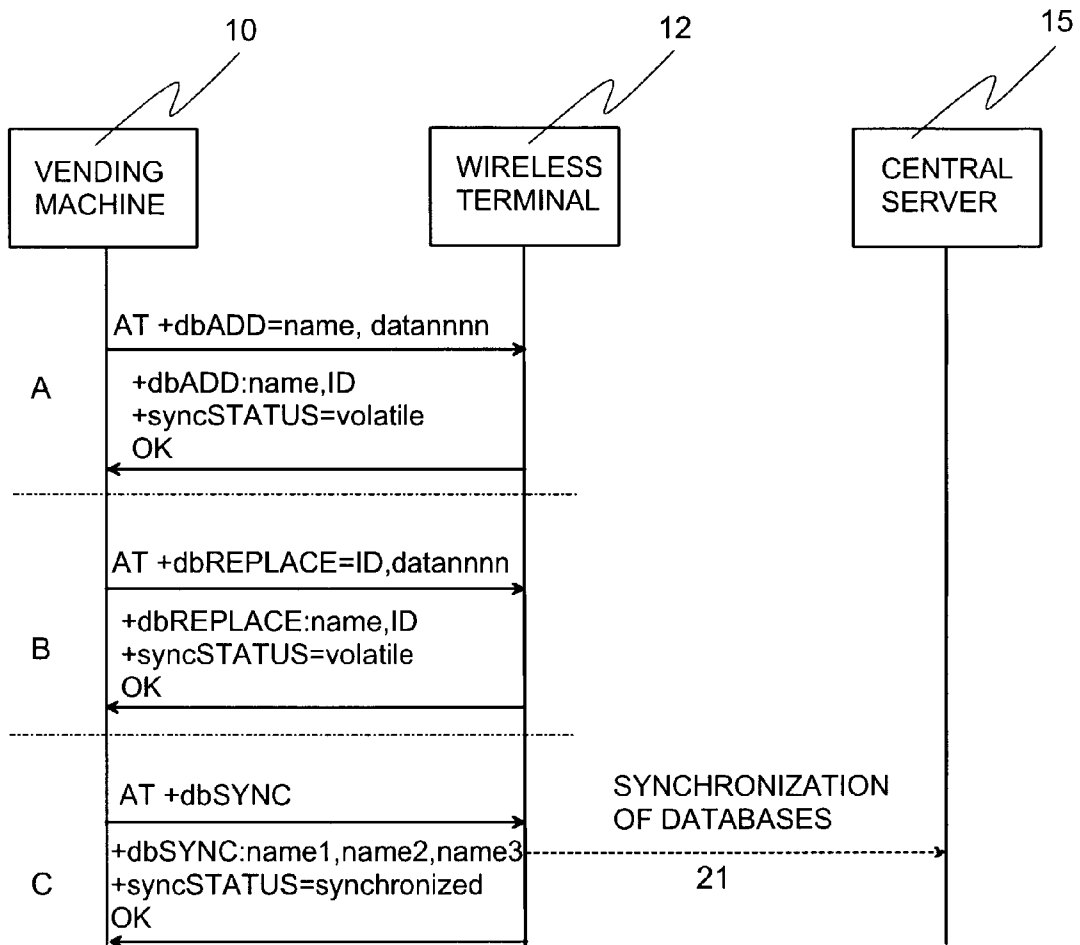 10
12
15
VENDING
MACHINE
WIRELESS
TERMINAL
CENTRAL
SERVER
AT +dbADD=name, datannnn
A
+dbADD:name,ID
+syncSTATUS=volatile
OK
AT +dbREPLACE=ID,datannnn
B
+dbREPLACE:name,ID
+syncSTATUS=volatile
OK
AT +dbSYNC
SYNCHRONIZATION
OF DATABASES
21
C
+dbSYNC:name1,name2,name3
+syncSTATUS=synchronized
OK